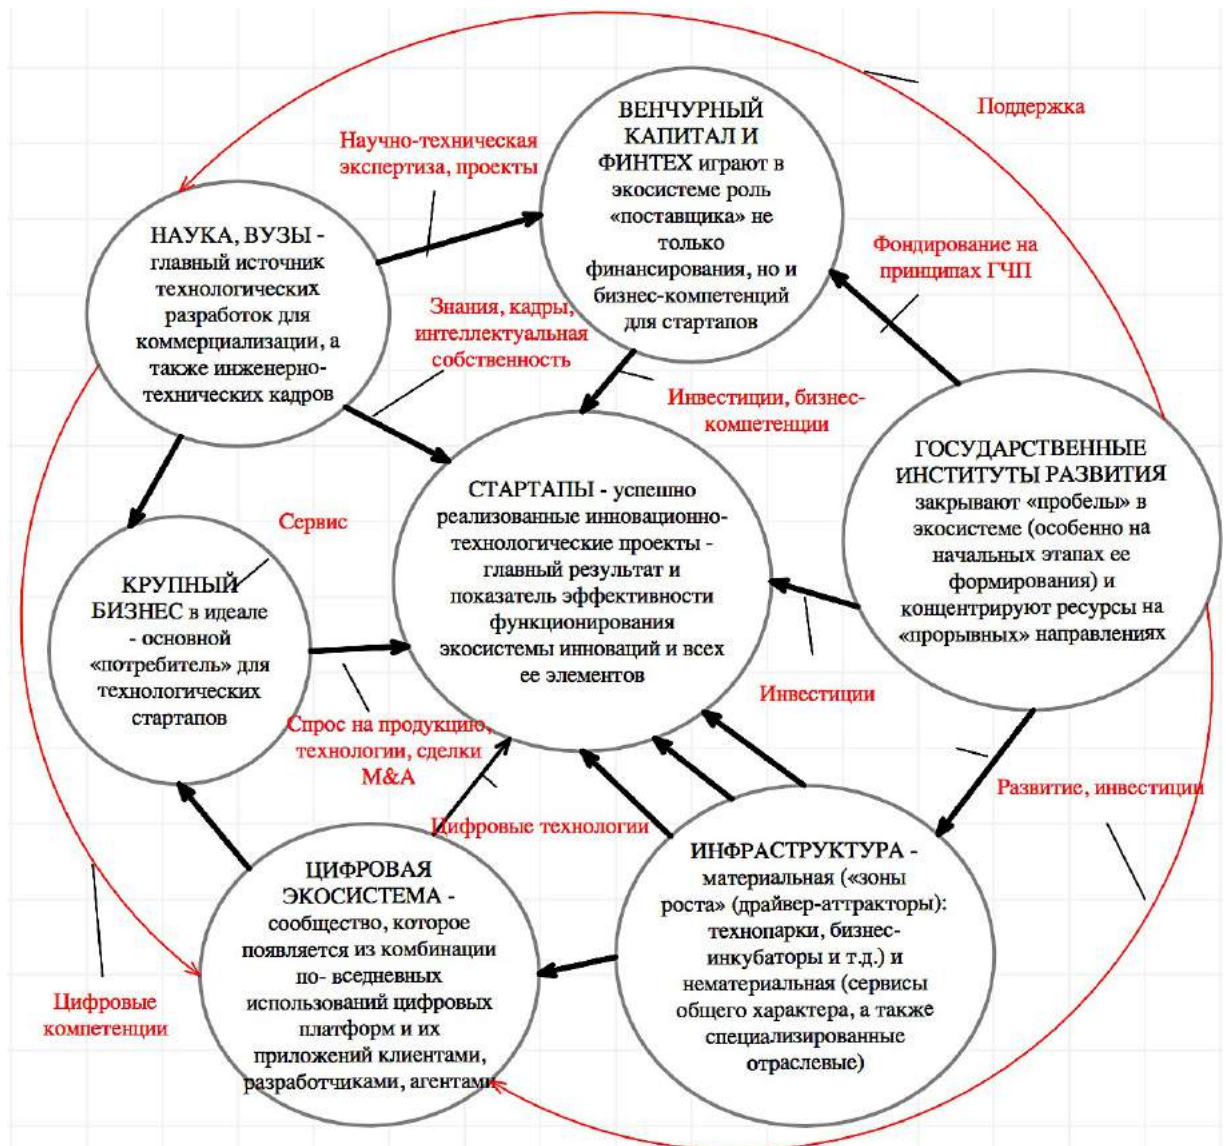 Поддержка
ВЕНЧУРНЫЙ
КАПИТАЛ И
ФИНТЕХ играют в
экосистеме роль
«поставщика» не
только
финансирования, но и
бизнес-компетенций
для стартапов
Научно-техническая
экспертиза, проекты
НАУКА, ВУЗЫ -
главный источник
технологических
разработок для
коммерциализации, а
также инженерно-
технических кадров
Фондирование на
принципах ГЧП
Знания, кадры,
интеллектуальная
собственность
Инвестиции, бизнес-
компетенции
ГОСУДАРСТВЕННЫЕ
ИНСТИТУТЫ РАЗВИТИЯ
закрывают «пробелы» в
экосистеме (особенно на
начальных этапах ее
формирования) и
концентрируют ресурсы на
«прорывных» направлениях
СТАРТАПЫ - успешно
реализованные инновационно-
технологические проекты -
главный результат и
показатель эффективности
функционирования
экосистемы инноваций и всех
ее элементов
Сервис
КРУПНЫЙ
БИЗНЕС в идеале
- основной
«потребитель» для
технологических
стартапов
Инвестиции
Спрос на продукцию,
технологии, сделки
M&A
Развитие, инвестиции
Цифровые технологии
ЦИФРОВАЯ
ЭКОСИСТЕМА -
сообщество, которое
появляется из комбинации
по- вседневных
использований цифровых
платформ и их
приложений клиентами,
разработчиками, агентами
ИНФРАСТРУКТУРА -
материальная («зоны
роста» (драйвер-аттракторы):
технопарки, бизнес-
инкубаторы и т.д.) и
нематериальная (сервисы
общего характера, а также
специализированные
отраслевые)
Цифровые
компетенции